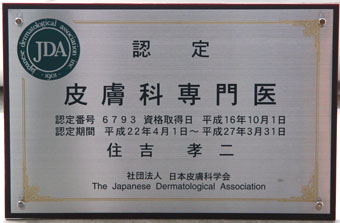 Japanese dermatological association
JDA
1901
認定
皮膚科専門医
認定番号 6793 資格取得日 平成16年10月1日
認定期間 平成22年4月1日～平成27年3月31日
住吉孝二
社団法人 日本皮膚科学会
The Japanese Dermatological Association